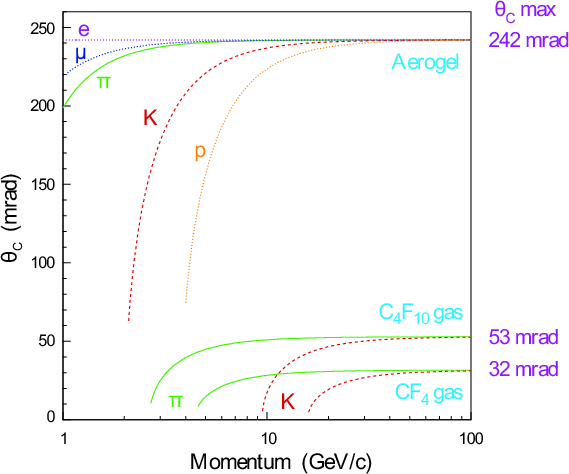 θC max
250
e
242 mrad
μ
Aerogel
π
200
K
p
150
θC (mrad)
100
C4F10 gas
50
53 mrad
32 mrad
π
K
CF4 gas
0
1
10
100
Momentum (GeV/c)